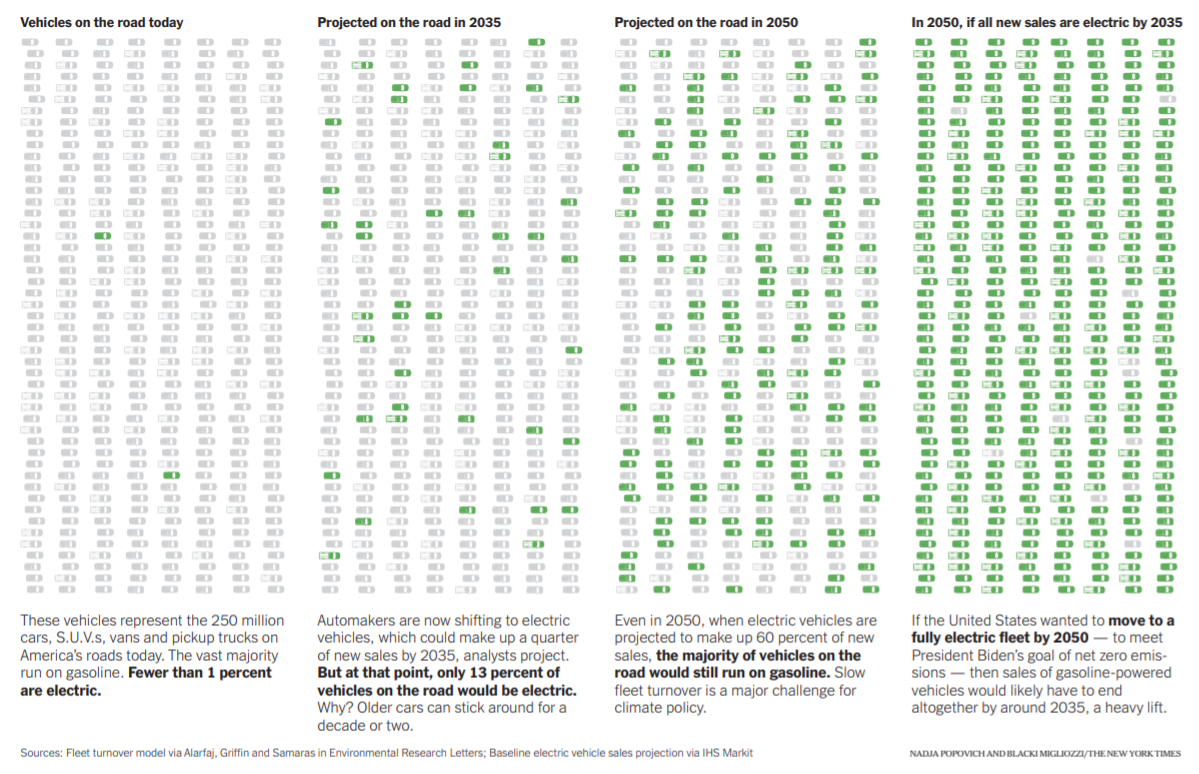 Vehicles on the road today
These vehicles represent the 250 million
cars, S.U.V.s, vans and pickup trucks on
America’s roads today. The vast majority
run on gasoline. Fewer than 1 percent
are electric.
Projected on the road in 2035
Automakers are now shifting to electric
vehicles, which could make up a quarter
of new sales by 2035, analysts project.
But at that point, only 13 percent of
vehicles on the road would be electric.
Why? Older cars can stick around for a
decade or two.
Projected on the road in 2050
Even in 2050, when electric vehicles are
projected to make up 60 percent of new
sales, the majority of vehicles on the
road would still run on gasoline. Slow
fleet turnover is a major challenge for
climate policy.
In 2050, if all new sales are electric by 2035
If the United States wanted to move to a
fully electric fleet by 2050 — to meet
President Biden’s goal of net zero emis-
sions — then sales of gasoline-powered
vehicles would likely have to end
altogether by around 2035, a heavy lift.
Sources: Fleet turnover model via Alarfaj, Griffin and Samaras in Environmental Research Letters; Baseline electric vehicle sales projection via IHS Markit
NADJA POPOVICH AND BLACKI MIGLIOZZI/THE NEW YORK TIMES